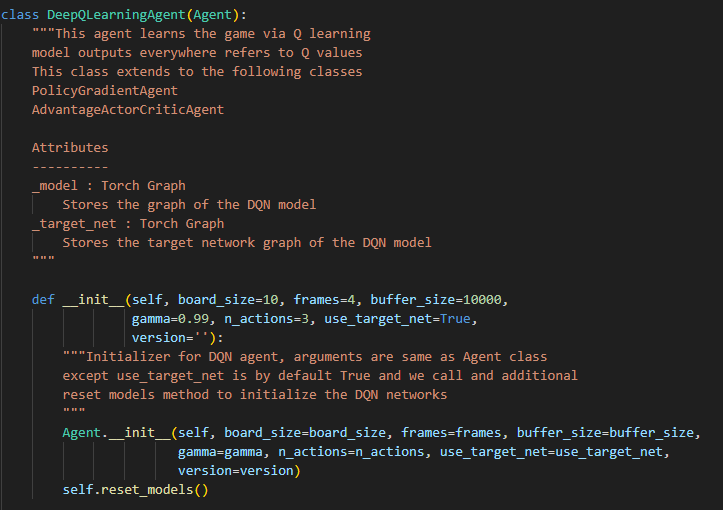 class DeepQLearningAgent(Agent):
"""This agent learns the game via Q learning
model outputs everywhere refers to Q values
This class extends to the following classes
PolicyGradientAgent
AdvantageActorCriticAgent
Attributes
----------
_model : Torch Graph
Stores the graph of the DQN model
_target_net : Torch Graph
Stores the target network graph of the DQN model
"""
def __init__(self, board_size=10, frames=4, buffer_size=10000,
gamma=0.99, n_actions=3, use_target_net=True,
version=''):
"""Initializer for DQN agent, arguments are same as Agent class
except use_target_net is by default True and we call and additional
reset models method to initialize the DQN networks
"""
Agent.__init__(self, board_size=board_size, frames=frames, buffer_size=buffer_size,
gamma=gamma, n_actions=n_actions, use_target_net=use_target_net,
version=version)
self.reset_models()